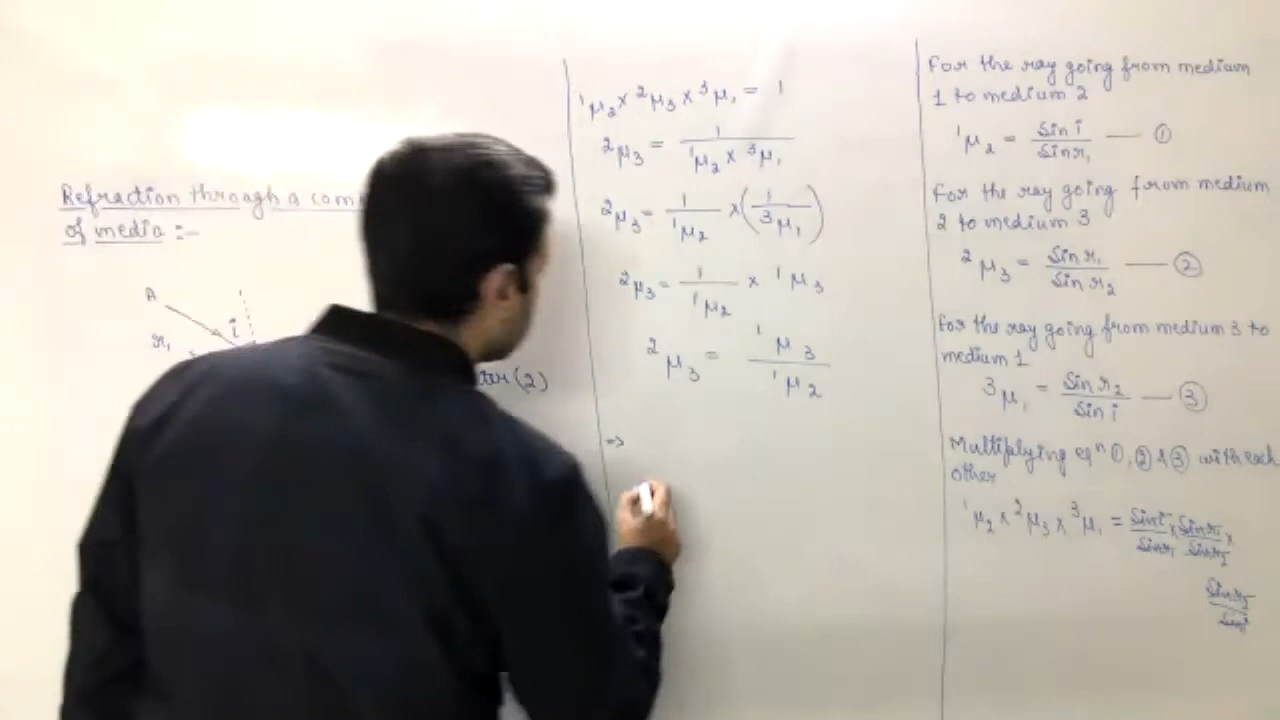 Refraction through a
of media :-
A
i
r₁
(2)
¹μ₂ × ²μ₃ × ³μ₁ = 1
²μ₃ = 1 / (¹μ₂ × ³μ₁)
²μ₃ = 1/¹μ₂ × (1/³μ₁)
²μ₃ = 1/¹μ₂ × ¹μ₃
²μ₃ = ¹μ₃ / ¹μ₂
⇒
For the ray going from medium
1 to medium 2
¹μ₂ = Sin i / Sin r₁ — ①
For the ray going from medium
2 to medium 3
²μ₃ = Sin r₁ / Sin r₂ — ②
For the ray going from medium 3 to
medium 1
³μ₁ = Sin r₂ / Sin i — ③
Multiplying eqⁿ ①, ② & ③ with each
other
¹μ₂ × ²μ₃ × ³μ₁ = Sin i / Sin r₁ × Sin r₁ / Sin r₂ ×
Sin r₂ / Sin i